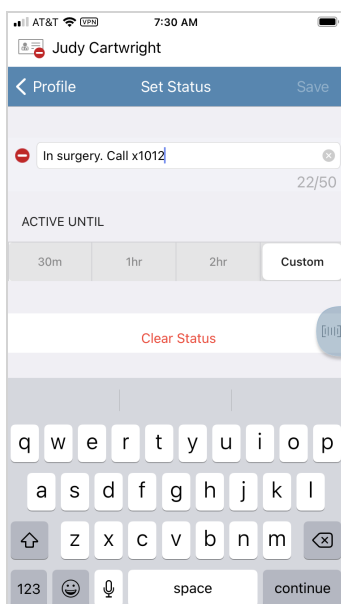 AT&T VPN 7:30 AM
Judy Cartwright
Profile Set Status Save
In surgery. Call x1012
22/50
ACTIVE UNTIL
30m 1hr 2hr Custom
Clear Status
q w e r t y u i o p
a s d f g h j k l
z x c v b n m
123 space continue